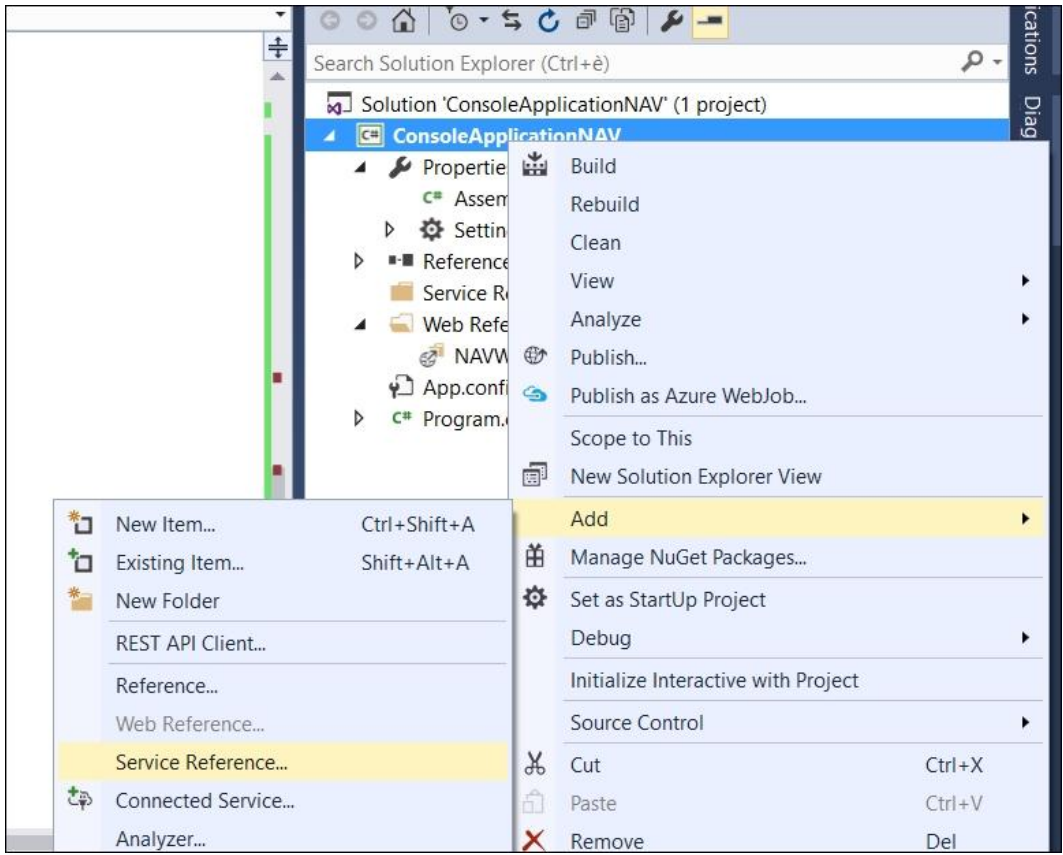 ications
Diag
Search Solution Explorer (Ctrl+è)
Solution 'ConsoleApplicationNAV' (1 project)
C# ConsoleApplicationNAV
Propertie
C# Assem
Settin
Reference
Service Re
Web Refe
NAVW
App.confi
C# Program.
Build
Rebuild
Clean
View
Analyze
Publish...
Publish as Azure WebJob...
Scope to This
New Solution Explorer View
Add
Manage NuGet Packages...
Set as StartUp Project
Debug
Initialize Interactive with Project
Source Control
Cut Ctrl+X
Paste Ctrl+V
Remove Del
New Item... Ctrl+Shift+A
Existing Item... Shift+Alt+A
New Folder
REST API Client...
Reference...
Web Reference...
Service Reference...
Connected Service...
Analyzer...